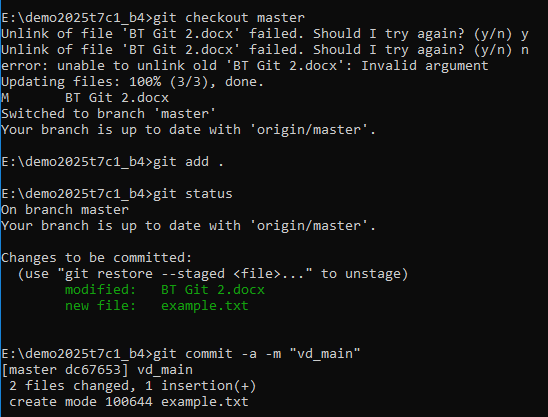 E:\demo2025t7c1_b4>git checkout master
Unlink of file 'BT Git 2.docx' failed. Should I try again? (y/n) y
Unlink of file 'BT Git 2.docx' failed. Should I try again? (y/n) n
error: unable to unlink old 'BT Git 2.docx': Invalid argument
Updating files: 100% (3/3), done.
M       BT Git 2.docx
Switched to branch 'master'
Your branch is up to date with 'origin/master'.

E:\demo2025t7c1_b4>git add .

E:\demo2025t7c1_b4>git status
On branch master
Your branch is up to date with 'origin/master'.

Changes to be committed:
  (use "git restore --staged <file>..." to unstage)
        modified:   BT Git 2.docx
        new file:   example.txt

E:\demo2025t7c1_b4>git commit -a -m "vd_main"
[master dc67653] vd_main
 2 files changed, 1 insertion(+)
 create mode 100644 example.txt